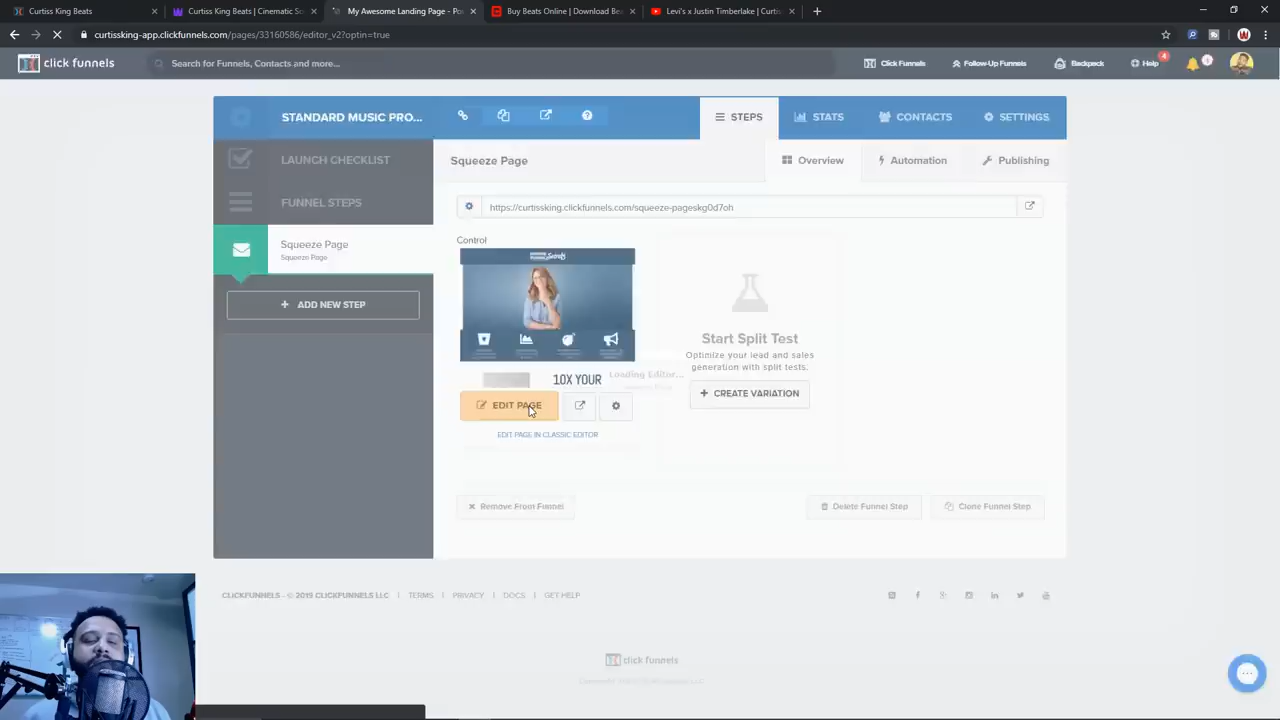 Curtiss King Beats
Curtiss King Beats | Cinematic So
My Awesome Landing Page - Po
Buy Beats Online | Download Be
Levi's x Justin Timberlake | Curtis
curtissking-app.clickfunnels.com/pages/33160586/editor_v2?optin=true
click funnels
Search for Funnels, Contacts and more...
Click Funnels
Follow-Up Funnels
Backpack
Help
4
1
STANDARD MUSIC PRO...
STEPS
STATS
CONTACTS
SETTINGS
LAUNCH CHECKLIST
FUNNEL STEPS
Squeeze Page
Squeeze Page
ADD NEW STEP
Squeeze Page
Overview
Automation
Publishing
https://curtissking.clickfunnels.com/squeeze-pageskg0d7oh
Control
Secrets
10X YOUR
Loading Editor...
EDIT PAGE
EDIT PAGE IN CLASSIC EDITOR
Start Split Test
Optimize your lead and sales
generation with split tests.
CREATE VARIATION
Remove From Funnel
Delete Funnel Step
Clone Funnel Step
CLICKFUNNELS - © 2019 CLICKFUNNELS LLC | TERMS | PRIVACY | DOCS | GET HELP
click funnels